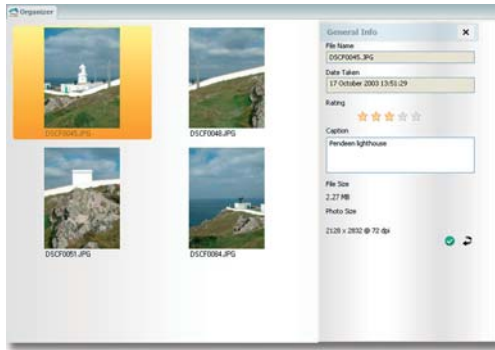 Organizer
DSCF0045.JPG
DSCF0048.JPG
DSCF0051.JPG
DSCF0084.JPG
General Info
File Name
DSCF0045.JPG
Date Taken
17 October 2003 13:51:29
Rating
Caption
Pendeen lighthouse
File Size
2.27 MB
Photo Size
2128 x 2832 @ 72 dpi